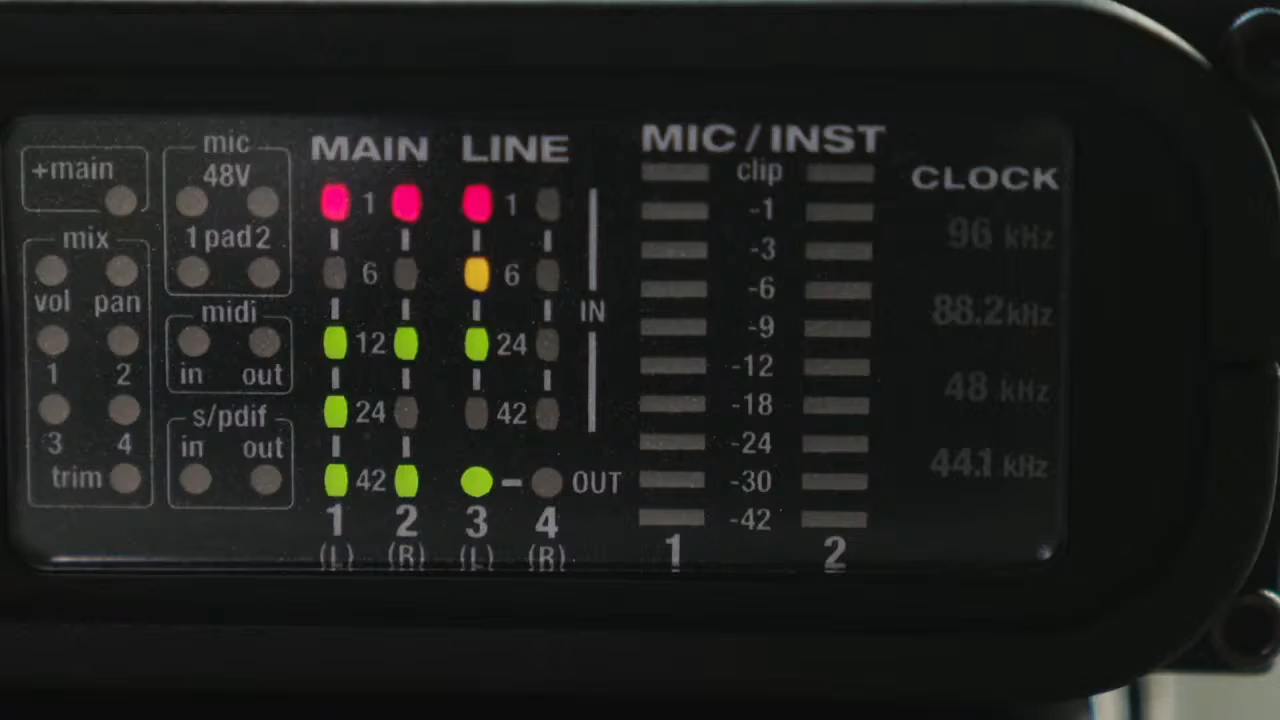 +main
mix
vol pan
1 2
3 4
trim
mic
48V
1 pad 2
midi
in out
s/pdif
in out
MAIN LINE
1 1
6 6
12 24
24 42
42
IN
OUT
1 2 3 4
(L) (R) (L) (R)
MIC / INST
clip
-1
-3
-6
-9
-12
-18
-24
-30
-42
1 2
CLOCK
96 kHz
88.2 kHz
48 kHz
44.1 kHz